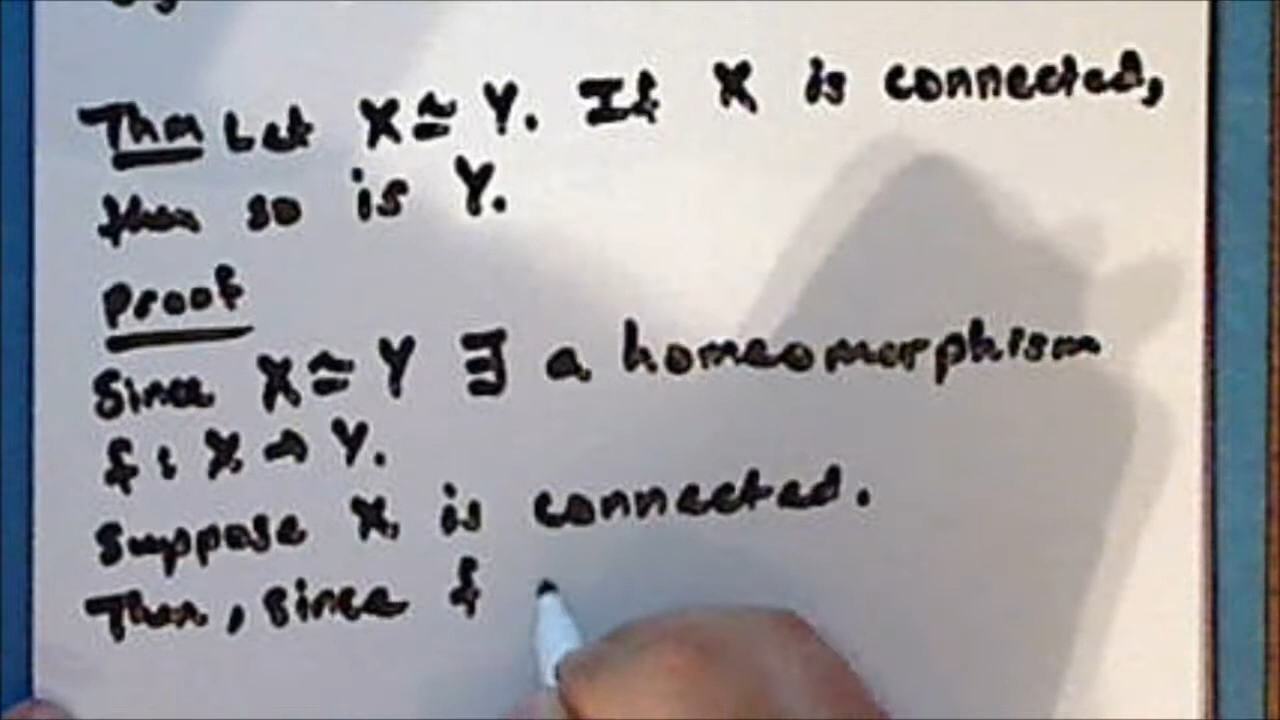 Thm Let X ≅ Y. If X is connected,
then so is Y.
Proof
Since X ≅ Y ∃ a homeomorphism
f : X → Y.
Suppose X is connected.
Then, since f